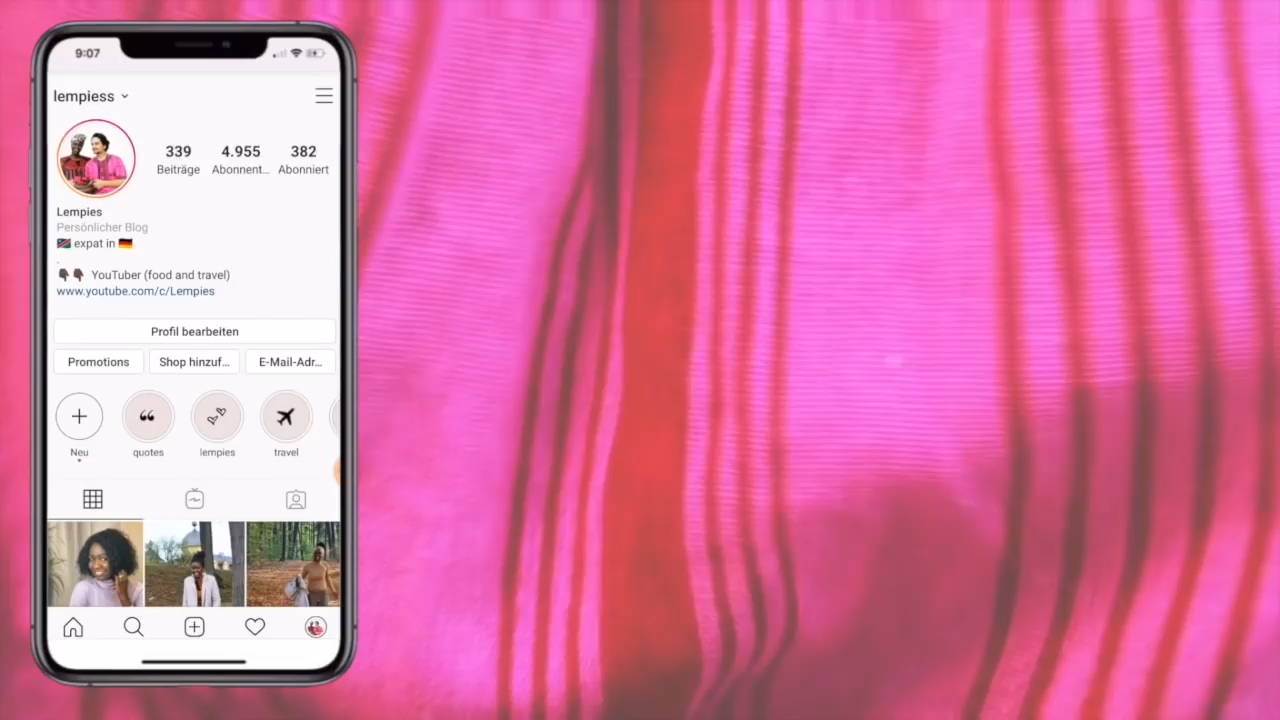 9:07
lempiess
339 4.955 382
Beiträge Abonnent... Abonniert
Lempies
Persönlicher Blog
🇳🇦 expat in 🇩🇪
.
👇🏿👇🏿 YouTuber (food and travel)
www.youtube.com/c/Lempies
Profil bearbeiten
Promotions Shop hinzuf... E-Mail-Adr...
Neu quotes lempies travel